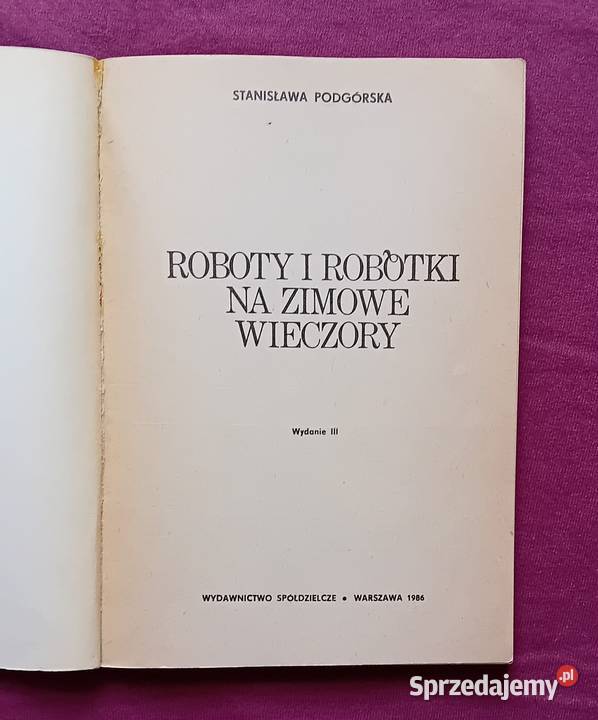 STANISŁAWA PODGÓRSKA
ROBOTY I ROBÓTKI
NA ZIMOWE
WIECZORY
Wydanie III
WYDAWNICTWO SPÓŁDZIELCZE • WARSZAWA 1986
Sprzedajemy.pl